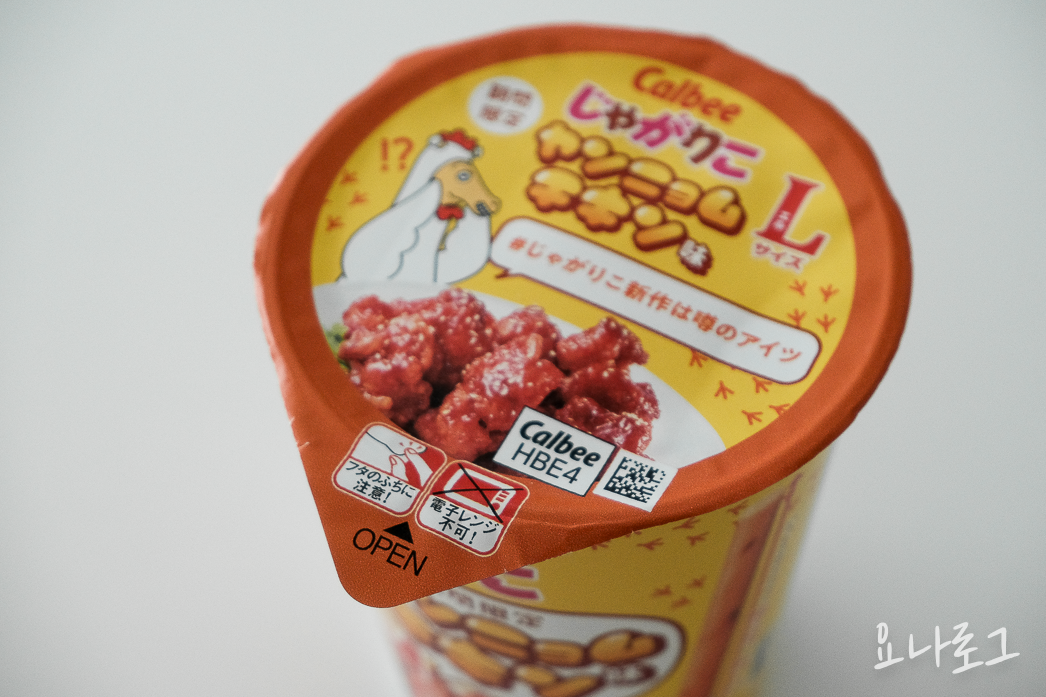 Calbee
期間
限定
じゃがりこ
!?
ヤンニョム
チキン味
L
エル
サイズ
#じゃがりこ新作は噂のアイツ
Calbee
HBE4
フタのふちに
注意!
電子レンジ
不可!
OPEN
요나로그